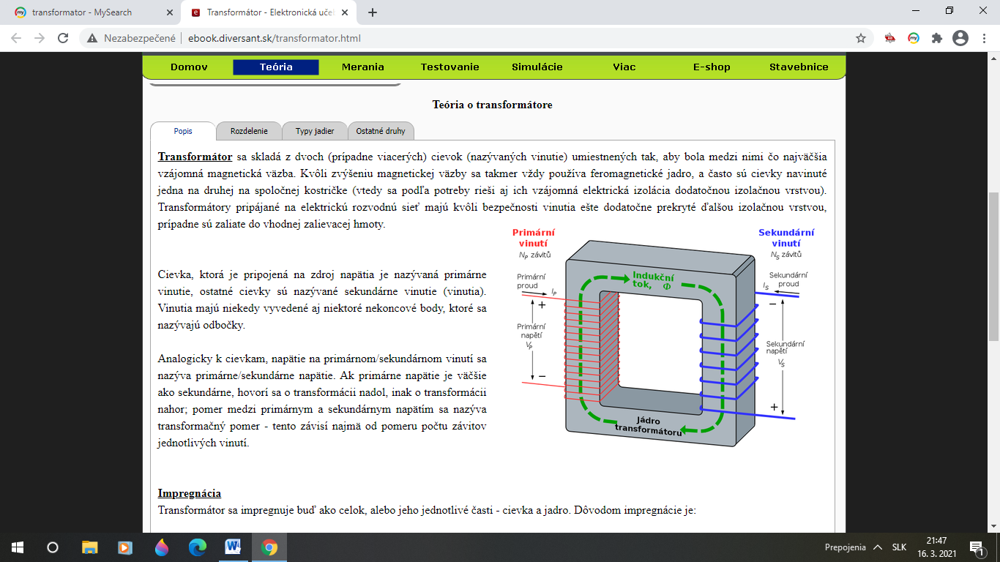 transformator - MySearch
Transformátor - Elektronická uče
Nezabezpečené
ebook.diversant.sk/transformator.html
Domov Teória Merania Testovanie Simulácie Viac E-shop Stavebnice
Teória o transformátore
Popis Rozdelenie Typy jadier Ostatné druhy
Transformátor sa skladá z dvoch (prípadne viacerých) cievok (nazývaných vinutie) umiestnených tak, aby bola medzi nimi čo najväčšia
vzájomná magnetická väzba. Kvôli zvýšeniu magnetickej väzby sa takmer vždy používa feromagnetické jadro, a často sú cievky navinuté
jedna na druhej na spoločnej kostričke (vtedy sa podľa potreby rieši aj ich vzájomná elektrická izolácia dodatočnou izolačnou vrstvou).
Transformátory pripájané na elektrickú rozvodnú sieť majú kvôli bezpečnosti vinutia ešte dodatočne prekryté ďalšou izolačnou vrstvou,
prípadne sú zaliate do vhodnej zalievacej hmoty.
Cievka, ktorá je pripojená na zdroj napätia je nazývaná primárne
vinutie, ostatné cievky sú nazývané sekundárne vinutie (vinutia).
Vinutia majú niekedy vyvedené aj niektoré nekoncové body, ktoré sa
nazývajú odbočky.
Analogicky k cievkam, napätie na primárnom/sekundárnom vinutí sa
nazýva primárne/sekundárne napätie. Ak primárne napätie je väčšie
ako sekundárne, hovorí sa o transformácii nadol, inak o transformácii
nahor; pomer medzi primárnym a sekundárnym napätím sa nazýva
transformačný pomer - tento závisí najmä od pomeru počtu závitov
jednotlivých vinutí.
Primární
vinutí
NP závitů
Primární
proud
IP
+
Primární
napětí
VP
−
Indukční
tok, Φ
Jádro
transformátoru
Sekundární
vinutí
NS závitů
Sekundární
proud
IS
−
Sekundární
napětí
VS
+
Impregnácia
Transformátor sa impregnuje buď ako celok, alebo jeho jednotlivé časti - cievka a jadro. Dôvodom impregnácie je:
Prepojenia
SLK
21:47
16. 3. 2021
1